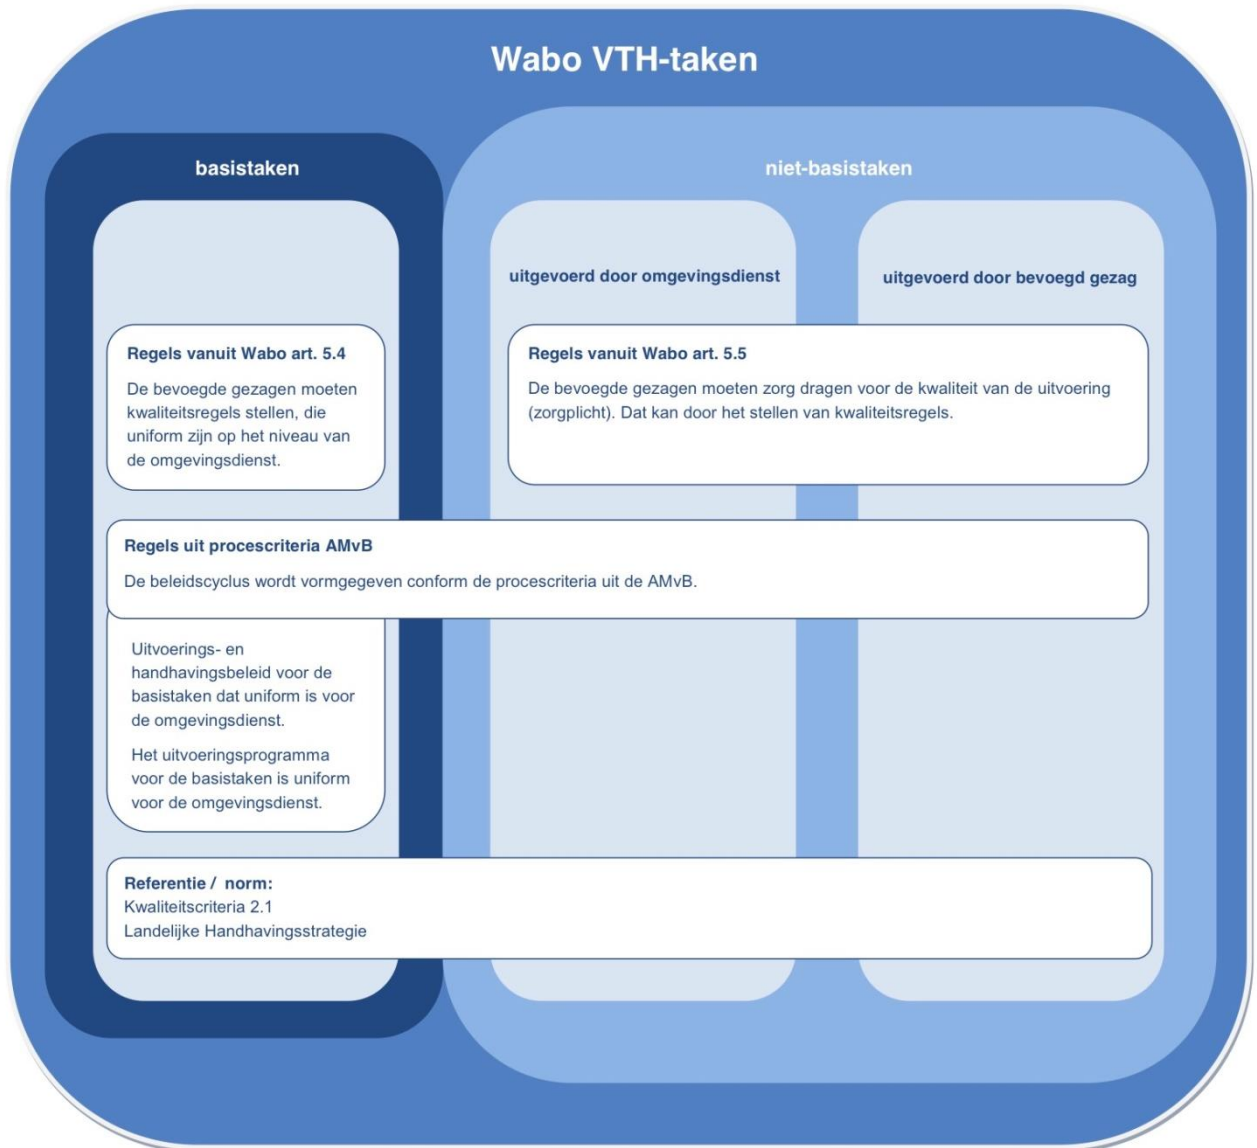 Wabo VTH-taken
basistaken
niet-basistaken
uitgevoerd door omgevingsdienst
uitgevoerd door bevoegd gezag
Regels vanuit Wabo art. 5.4
De bevoegde gezagen moeten
kwaliteitsregels stellen, die
uniform zijn op het niveau van
de omgevingsdienst.
Regels vanuit Wabo art. 5.5
De bevoegde gezagen moeten zorg dragen voor de kwaliteit van de uitvoering
(zorgplicht). Dat kan door het stellen van kwaliteitsregels.
Regels uit procescriteria AMvB
De beleidscyclus wordt vormgegeven conform de procescriteria uit de AMvB.
Uitvoerings- en
handhavingsbeleid voor de
basistaken dat uniform is voor
de omgevingsdienst.
Het uitvoeringsprogramma
voor de basistaken is uniform
voor de omgevingsdienst.
Referentie / norm:
Kwaliteitscriteria 2.1
Landelijke Handhavingsstrategie